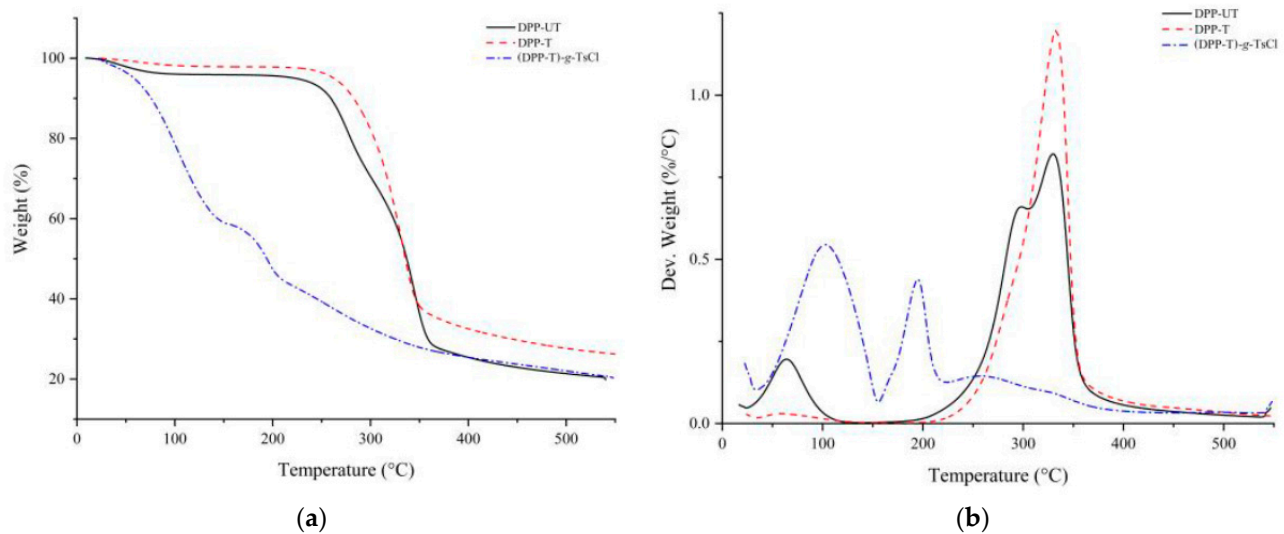 DPP-UT
DPP-T
(DPP-T)-g-TsCl
100
80
60
40
20
0
100
200
300
400
500
Weight (%)
Temperature (°C)
(a)
DPP-UT
DPP-T
(DPP-T)-g-TsCl
1.0
0.5
0.0
0
100
200
300
400
500
Dev. Weight (%/°C)
Temperature (°C)
(b)